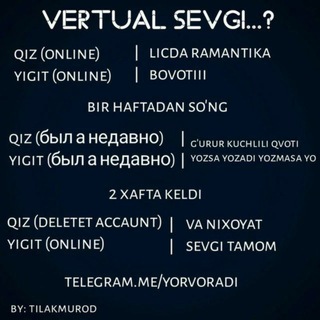 VERTUAL SEVGI...?
QIZ (ONLINE) | LICDA RAMANTIKA
YIGIT (ONLINE) | BOVOTIII
BIR HAFTADAN SO'NG
QIZ (был а недавно) | G'URUR KUCHLILI QVOTI
YIGIT (был а недавно) | YOZSA YOZADI YOZMASA YO
2 XAFTA KELDI
QIZ (DELETET ACCAUNT) | VA NIXOYAT
YIGIT (ONLINE) | SEVGI TAMOM
TELEGRAM.ME/YORVORADI
BY: TILAKMUROD